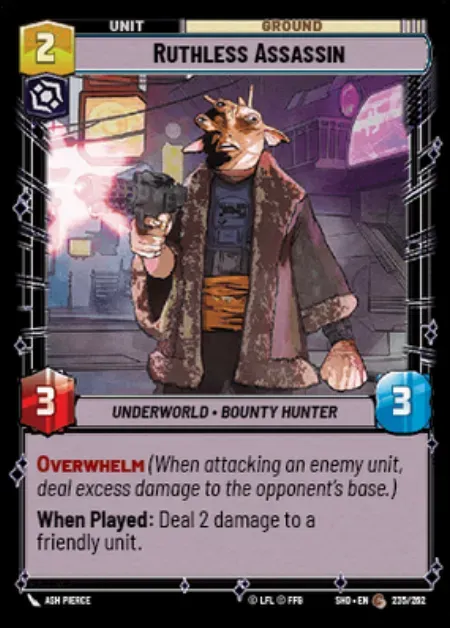 UNIT GROUND
2
RUTHLESS ASSASSIN
3
UNDERWORLD • BOUNTY HUNTER
3
OVERWHELM (When attacking an enemy unit,
deal excess damage to the opponent's base.)
When Played: Deal 2 damage to a
friendly unit.
ASH PIERCE
© LFL © FFG
SHD • EN
235/262